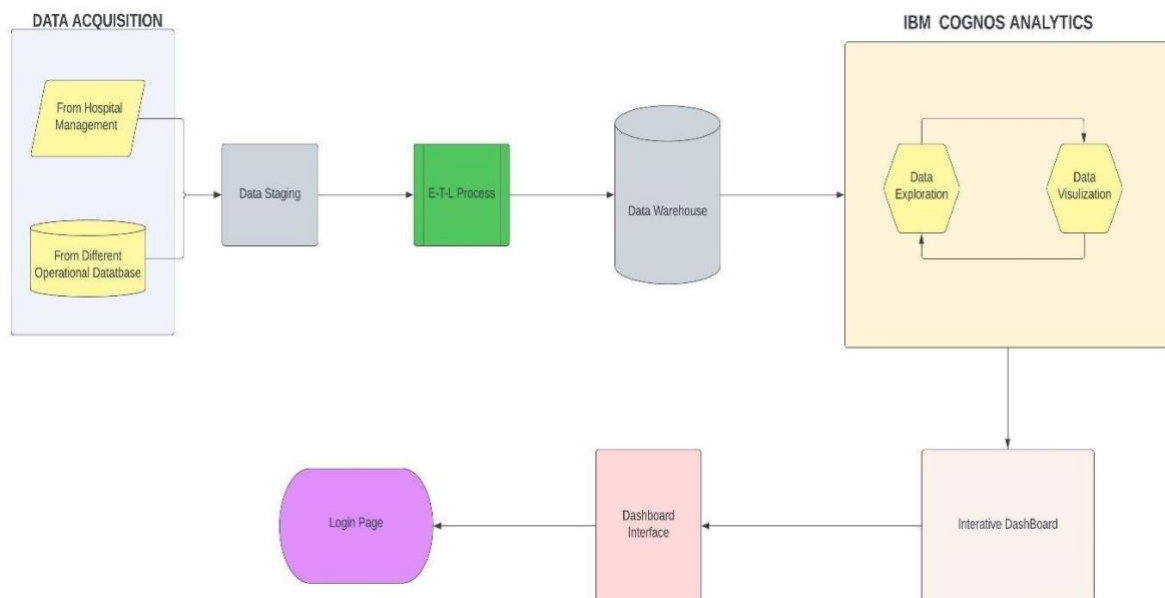 DATA ACQUISITION
IBM COGNOS ANALYTICS
From Hospital
Management
From Different
Operational Datatbase
Data Staging
E-T-L Process
Data Warehouse
Data
Exploration
Data
Visulization
Login Page
Dashboard
Interface
Interative DashBoard